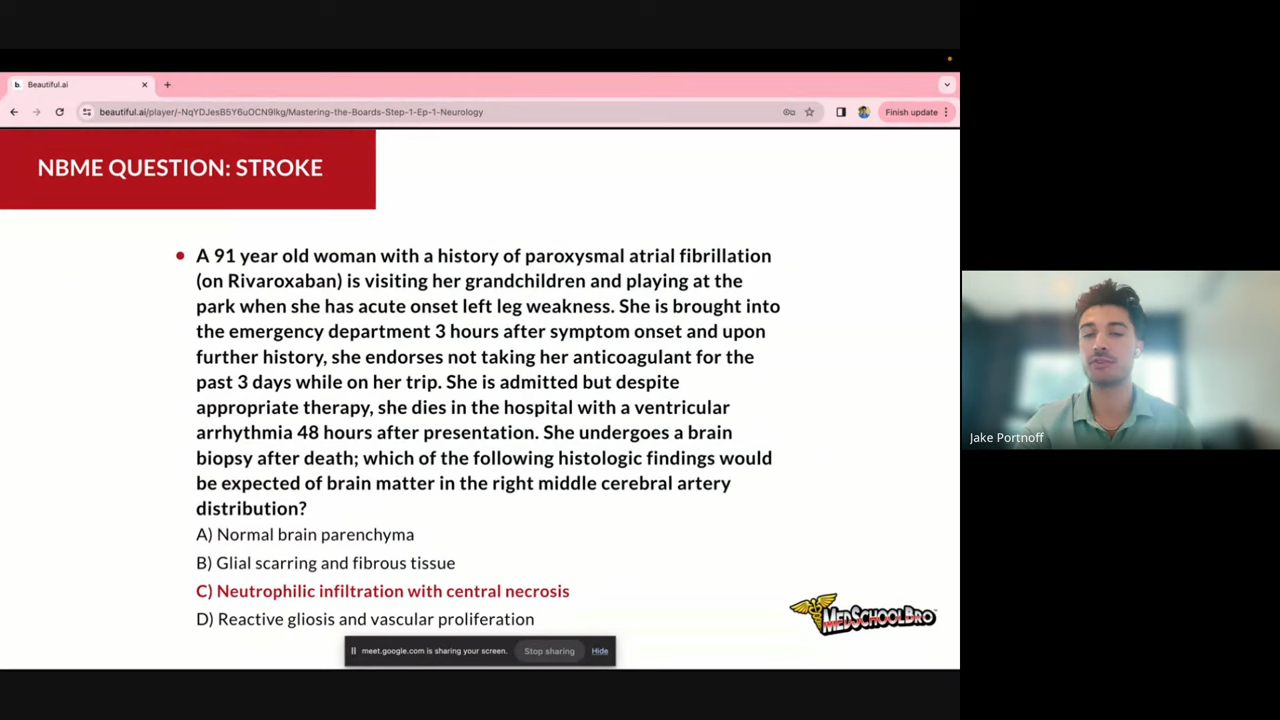 b. Beautiful.ai
beautiful.ai/player/-NqYDJesB5Y6uOCN9lkg/Mastering-the-Boards-Step-1-Ep-1-Neurology
Finish update
NBME QUESTION: STROKE
• A 91 year old woman with a history of paroxysmal atrial fibrillation
(on Rivaroxaban) is visiting her grandchildren and playing at the
park when she has acute onset left leg weakness. She is brought into
the emergency department 3 hours after symptom onset and upon
further history, she endorses not taking her anticoagulant for the
past 3 days while on her trip. She is admitted but despite
appropriate therapy, she dies in the hospital with a ventricular
arrhythmia 48 hours after presentation. She undergoes a brain
biopsy after death; which of the following histologic findings would
be expected of brain matter in the right middle cerebral artery
distribution?
A) Normal brain parenchyma
B) Glial scarring and fibrous tissue
C) Neutrophilic infiltration with central necrosis
D) Reactive gliosis and vascular proliferation
MEDSCHOOLBRO
meet.google.com is sharing your screen. Stop sharing Hide
Jake Portnoff